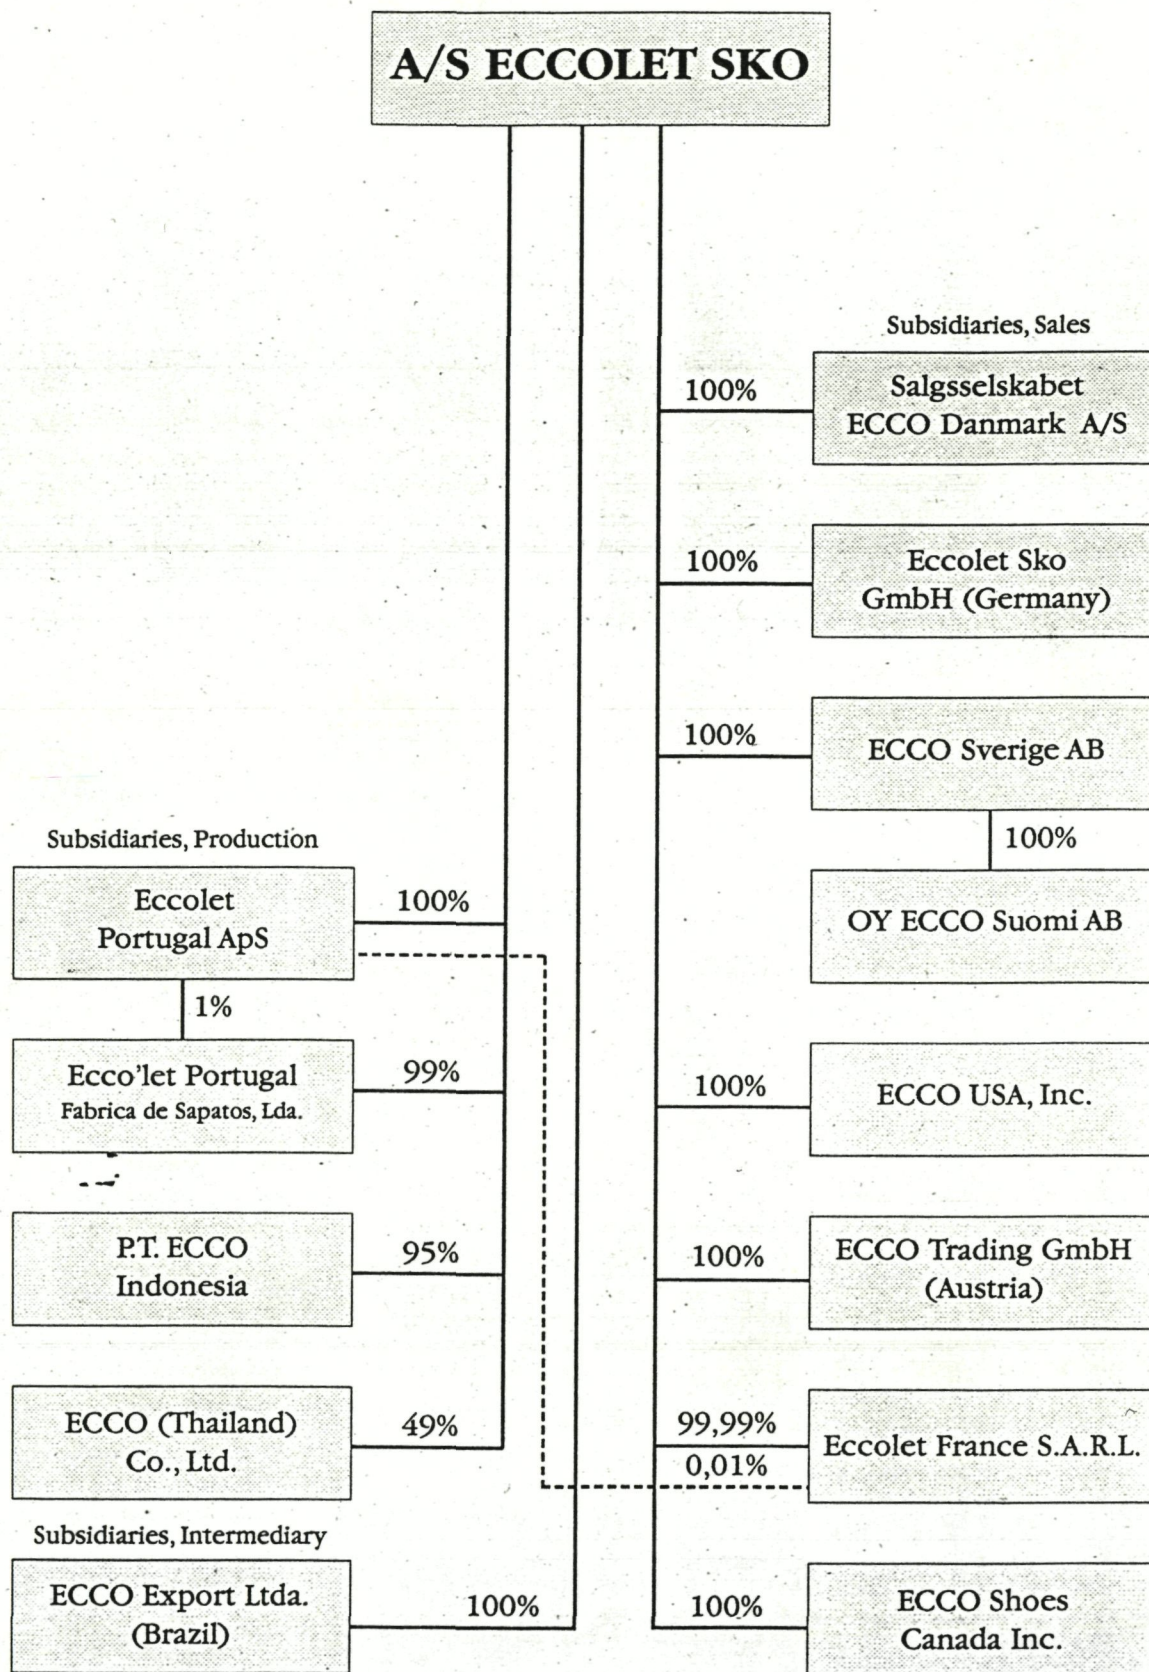 A/S ECCOLET SKO
Subsidiaries, Sales
100%
Salgsselskabet
ECCO Danmark A/S
100%
Eccolet Sko
GmbH (Germany)
100%
ECCO Sverige AB
100%
OY ECCO Suomi AB
100%
ECCO USA, Inc.
100%
ECCO Trading GmbH
(Austria)
99,99%
0,01%
Eccolet France S.A.R.L.
100%
ECCO Shoes
Canada Inc.
Subsidiaries, Production
Eccolet
Portugal ApS
100%
1%
Ecco'let Portugal
Fabrica de Sapatos, Lda.
99%
P.T. ECCO
Indonesia
95%
ECCO (Thailand)
Co., Ltd.
49%
Subsidiaries, Intermediary
ECCO Export Ltda.
(Brazil)
100%